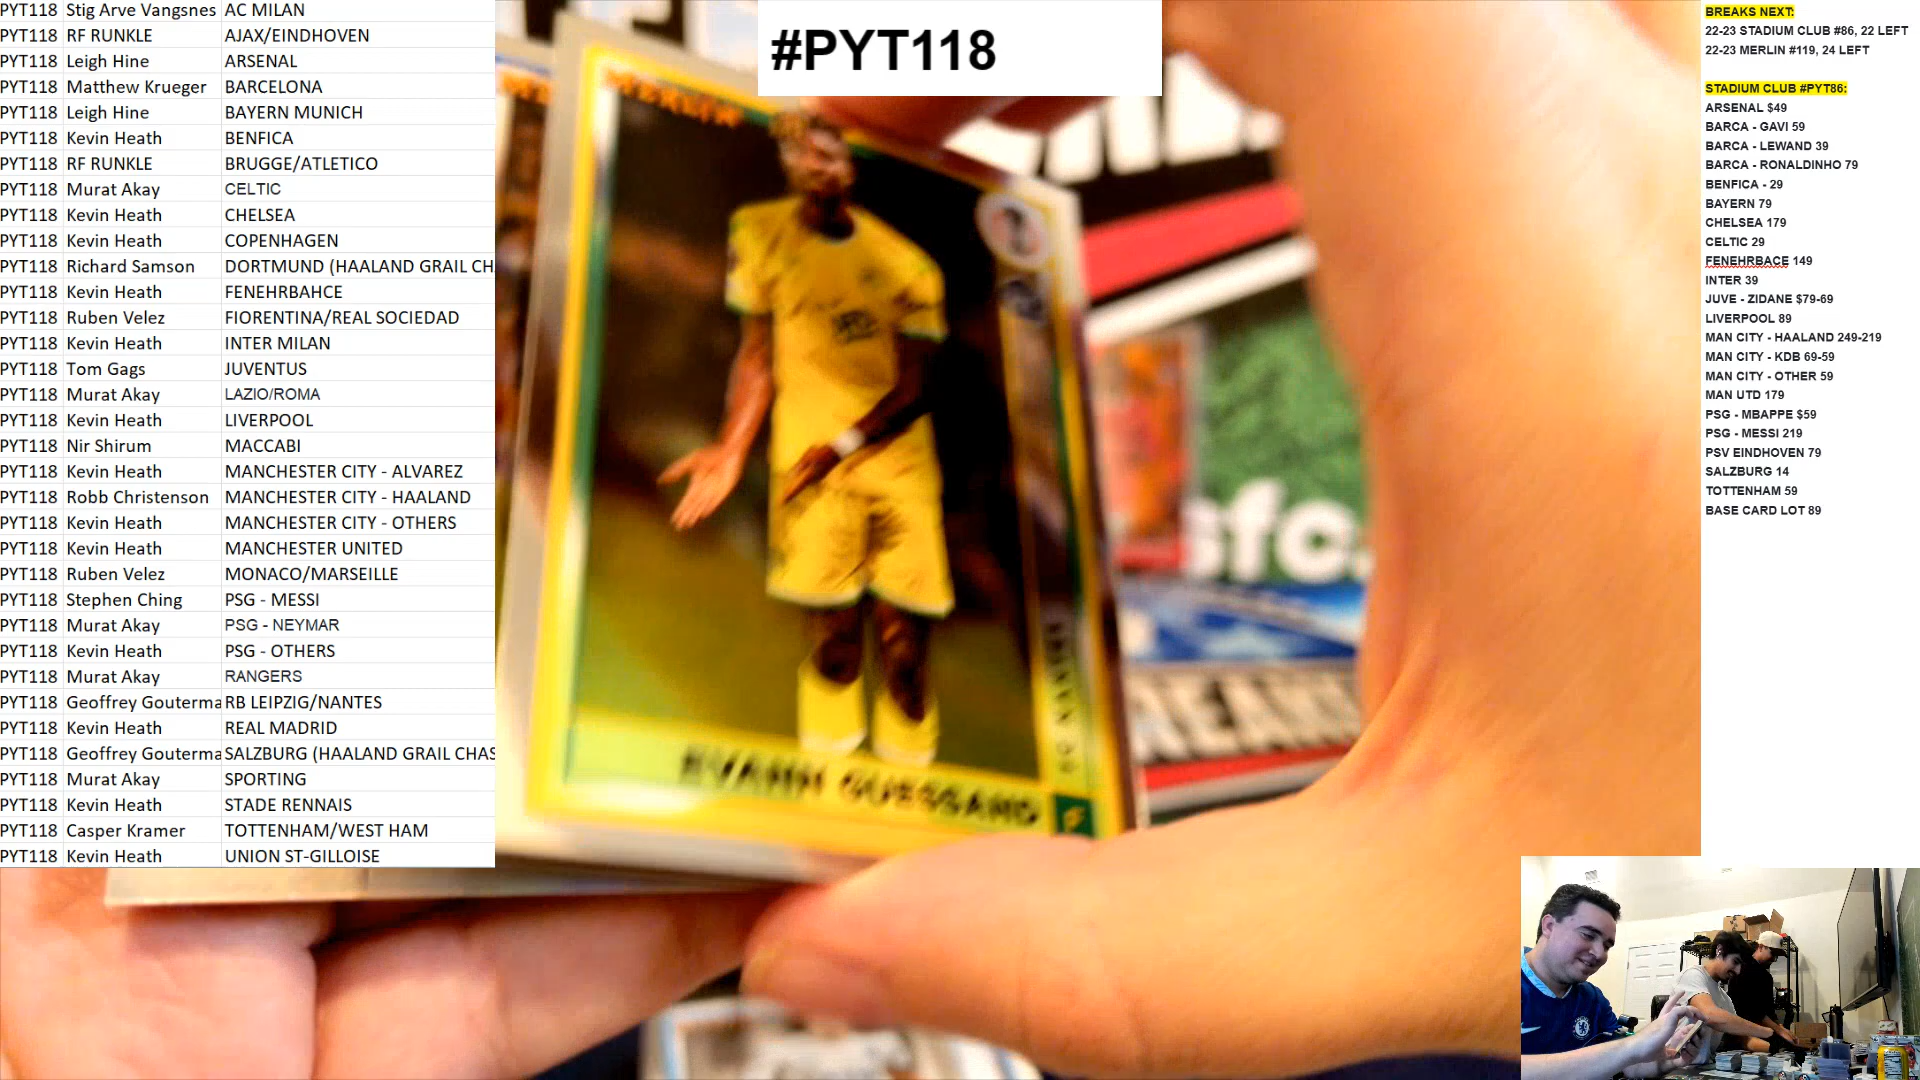 PYT118 Stig Arve Vangsnes AC MILAN
PYT118 RF RUNKLE AJAX/EINDHOVEN
PYT118 Leigh Hine ARSENAL
PYT118 Matthew Krueger BARCELONA
PYT118 Leigh Hine BAYERN MUNICH
PYT118 Kevin Heath BENFICA
PYT118 RF RUNKLE BRUGGE/ATLETICO
PYT118 Murat Akay CELTIC
PYT118 Kevin Heath CHELSEA
PYT118 Kevin Heath COPENHAGEN
PYT118 Richard Samson DORTMUND (HAALAND GRAIL CH
PYT118 Kevin Heath FENEHRBAHCE
PYT118 Ruben Velez FIORENTINA/REAL SOCIEDAD
PYT118 Kevin Heath INTER MILAN
PYT118 Tom Gags JUVENTUS
PYT118 Murat Akay LAZIO/ROMA
PYT118 Kevin Heath LIVERPOOL
PYT118 Nir Shirum MACCABI
PYT118 Kevin Heath MANCHESTER CITY - ALVAREZ
PYT118 Robb Christenson MANCHESTER CITY - HAALAND
PYT118 Kevin Heath MANCHESTER CITY - OTHERS
PYT118 Kevin Heath MANCHESTER UNITED
PYT118 Ruben Velez MONACO/MARSEILLE
PYT118 Stephen Ching PSG - MESSI
PYT118 Murat Akay PSG - NEYMAR
PYT118 Kevin Heath PSG - OTHERS
PYT118 Murat Akay RANGERS
PYT118 Geoffrey Gouterma RB LEIPZIG/NANTES
PYT118 Kevin Heath REAL MADRID
PYT118 Geoffrey Gouterma SALZBURG (HAALAND GRAIL CHAS
PYT118 Murat Akay SPORTING
PYT118 Kevin Heath STADE RENNAIS
PYT118 Casper Kramer TOTTENHAM/WEST HAM
PYT118 Kevin Heath UNION ST-GILLOISE
#PYT118
MERLIN
FC NANTES
EVANN GUESSAND
sfc.
BREAKS NEXT:
22-23 STADIUM CLUB #86, 22 LEFT
22-23 MERLIN #119, 24 LEFT
STADIUM CLUB #PYT86:
ARSENAL $49
BARCA - GAVI 59
BARCA - LEWAND 39
BARCA - RONALDINHO 79
BENFICA - 29
BAYERN 79
CHELSEA 179
CELTIC 29
FENEHRBACE 149
INTER 39
JUVE - ZIDANE $79-69
LIVERPOOL 89
MAN CITY - HAALAND 249-219
MAN CITY - KDB 69-59
MAN CITY - OTHER 59
MAN UTD 179
PSG - MBAPPE $59
PSG - MESSI 219
PSV EINDHOVEN 79
SALZBURG 14
TOTTENHAM 59
BASE CARD LOT 89